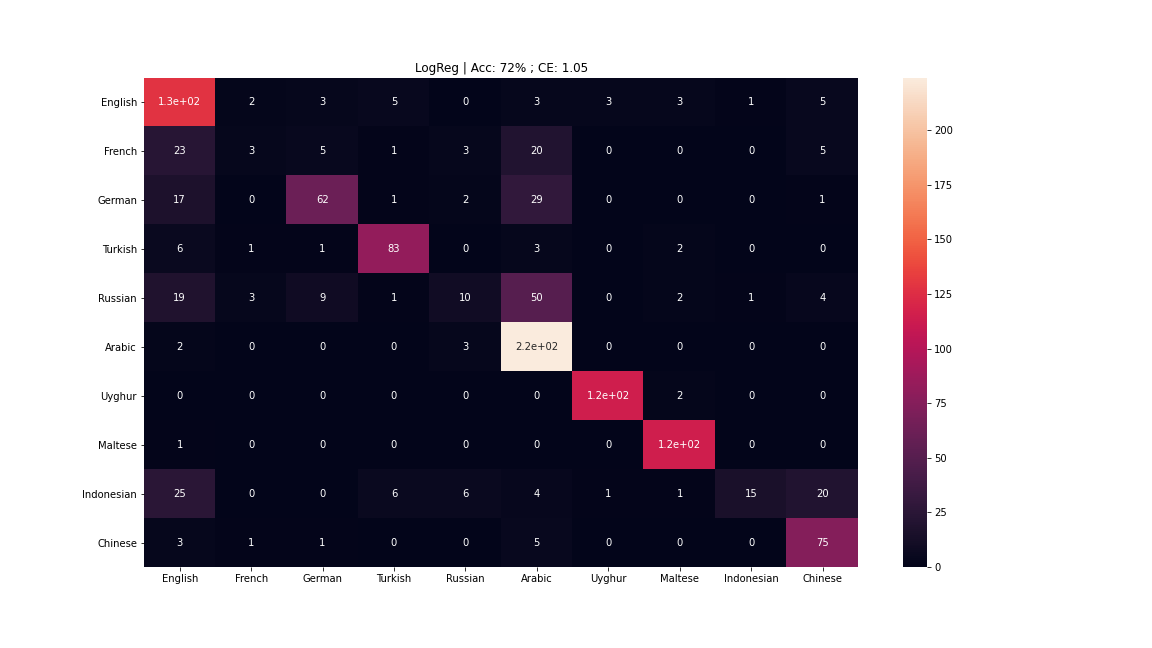 LogReg | Acc: 72% ; CE: 1.05
English 1.3e+02 2 3 5 0 3 3 3 1 5
French 23 3 5 1 3 20 0 0 0 5
German 17 0 62 1 2 29 0 0 0 1
Turkish 6 1 1 83 0 3 0 2 0 0
Russian 19 3 9 1 10 50 0 2 1 4
Arabic 2 0 0 0 3 2.2e+02 0 0 0 0
Uyghur 0 0 0 0 0 0 1.2e+02 2 0 0
Maltese 1 0 0 0 0 0 0 1.2e+02 0 0
Indonesian 25 0 0 6 6 4 1 1 15 20
Chinese 3 1 1 0 0 5 0 0 0 75
English French German Turkish Russian Arabic Uyghur Maltese Indonesian Chinese
200
175
150
125
100
75
50
25
0